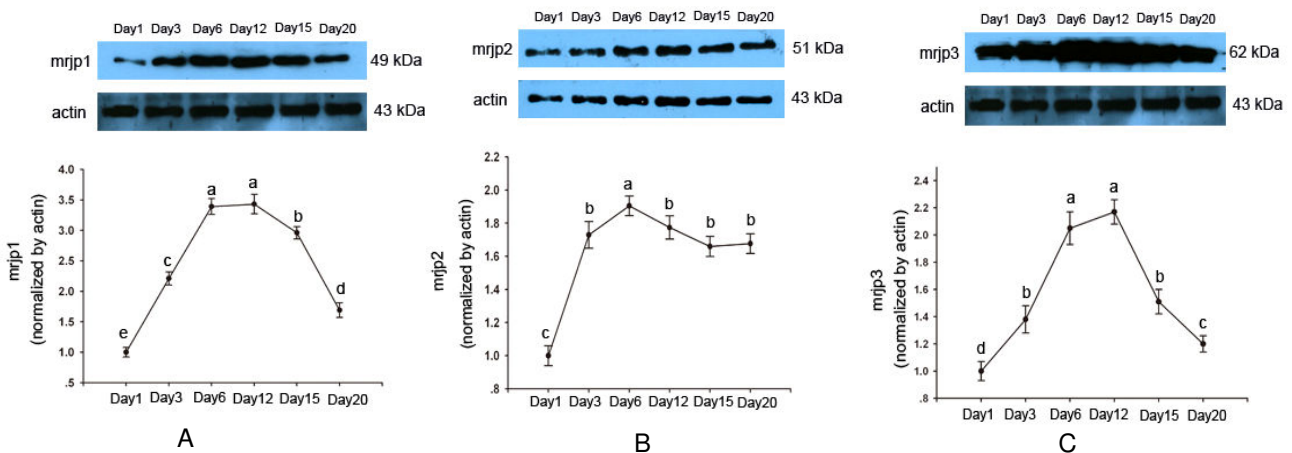 Day1 Day3 Day6 Day12 Day15 Day20
mrjp1 49 kDa
actin 43 kDa
mrjp1
(normalized by actin)
4.0
3.5
3.0
2.5
2.0
1.5
1.0
.5
e c a a b d
Day1 Day3 Day6 Day12 Day15 Day20
A
Day1 Day3 Day6 Day12 Day15 Day20
mrjp2 51 kDa
actin 43 kDa
mrjp2
(normalized by actin)
2.2
2.0
1.8
1.6
1.4
1.2
1.0
.8
c b a b b b
Day1 Day3 Day6 Day12 Day15 Day20
B
Day1 Day3 Day6 Day12 Day15 Day20
mrjp3 62 kDa
actin 43 kDa
mrjp3
(normalized by actin)
2.4
2.2
2.0
1.8
1.6
1.4
1.2
1.0
.8
d b a a b c
Day1 Day3 Day6 Day12 Day15 Day20
C